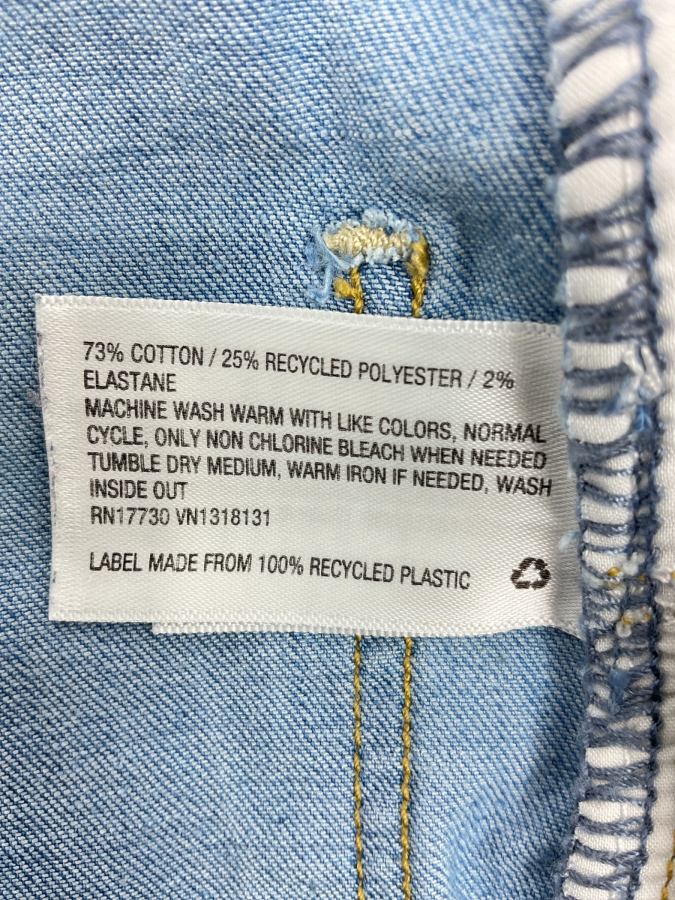 73% COTTON / 25% RECYCLED POLYESTER / 2%
ELASTANE
MACHINE WASH WARM WITH LIKE COLORS, NORMAL
CYCLE, ONLY NON CHLORINE BLEACH WHEN NEEDED
TUMBLE DRY MEDIUM, WARM IRON IF NEEDED, WASH
INSIDE OUT
RN17730 VN1318131
LABEL MADE FROM 100% RECYCLED PLASTIC